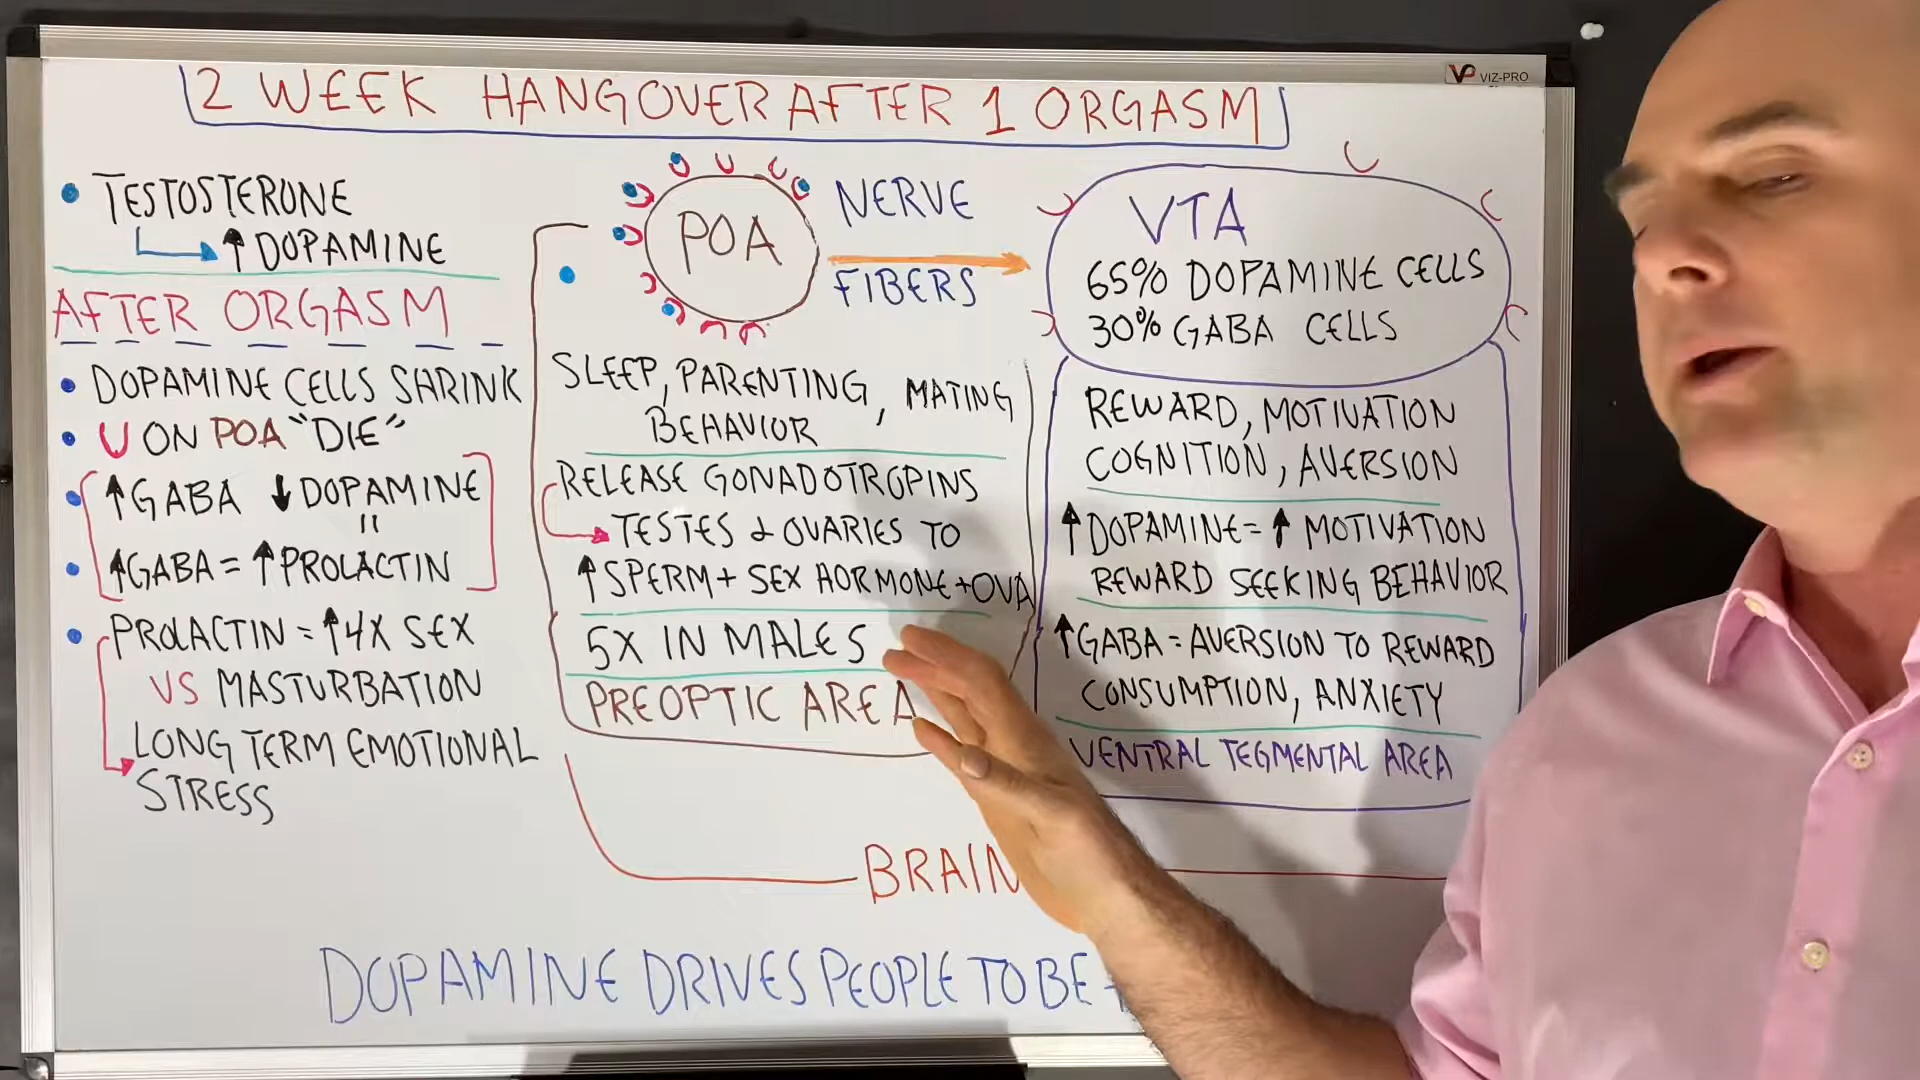 VP VIZ-PRO
2 WEEK HANGOVER AFTER 1 ORGASM
• TESTOSTERONE
↑ DOPAMINE
AFTER ORGASM
• DOPAMINE CELLS SHRINK
• U ON POA "DIE"
• ↑GABA ↓DOPAMINE
"
• ↑GABA = ↑PROLACTIN
• PROLACTIN = ↑4X SEX
VS MASTURBATION
LONG TERM EMOTIONAL
STRESS
POA
NERVE
FIBERS
SLEEP, PARENTING, MATING
BEHAVIOR
RELEASE GONADOTROPINS
TESTES & OVARIES TO
↑SPERM + SEX HORMONE + OVA
5X IN MALES
PREOPTIC AREA
VTA
65% DOPAMINE CELLS
30% GABA CELLS
REWARD, MOTIVATION
COGNITION, AVERSION
↑DOPAMINE = ↑ MOTIVATION
REWARD SEEKING BEHAVIOR
↑GABA = AVERSION TO REWARD
CONSUMPTION, ANXIETY
VENTRAL TEGMENTAL AREA
BRAIN
DOPAMINE DRIVES PEOPLE TO BE